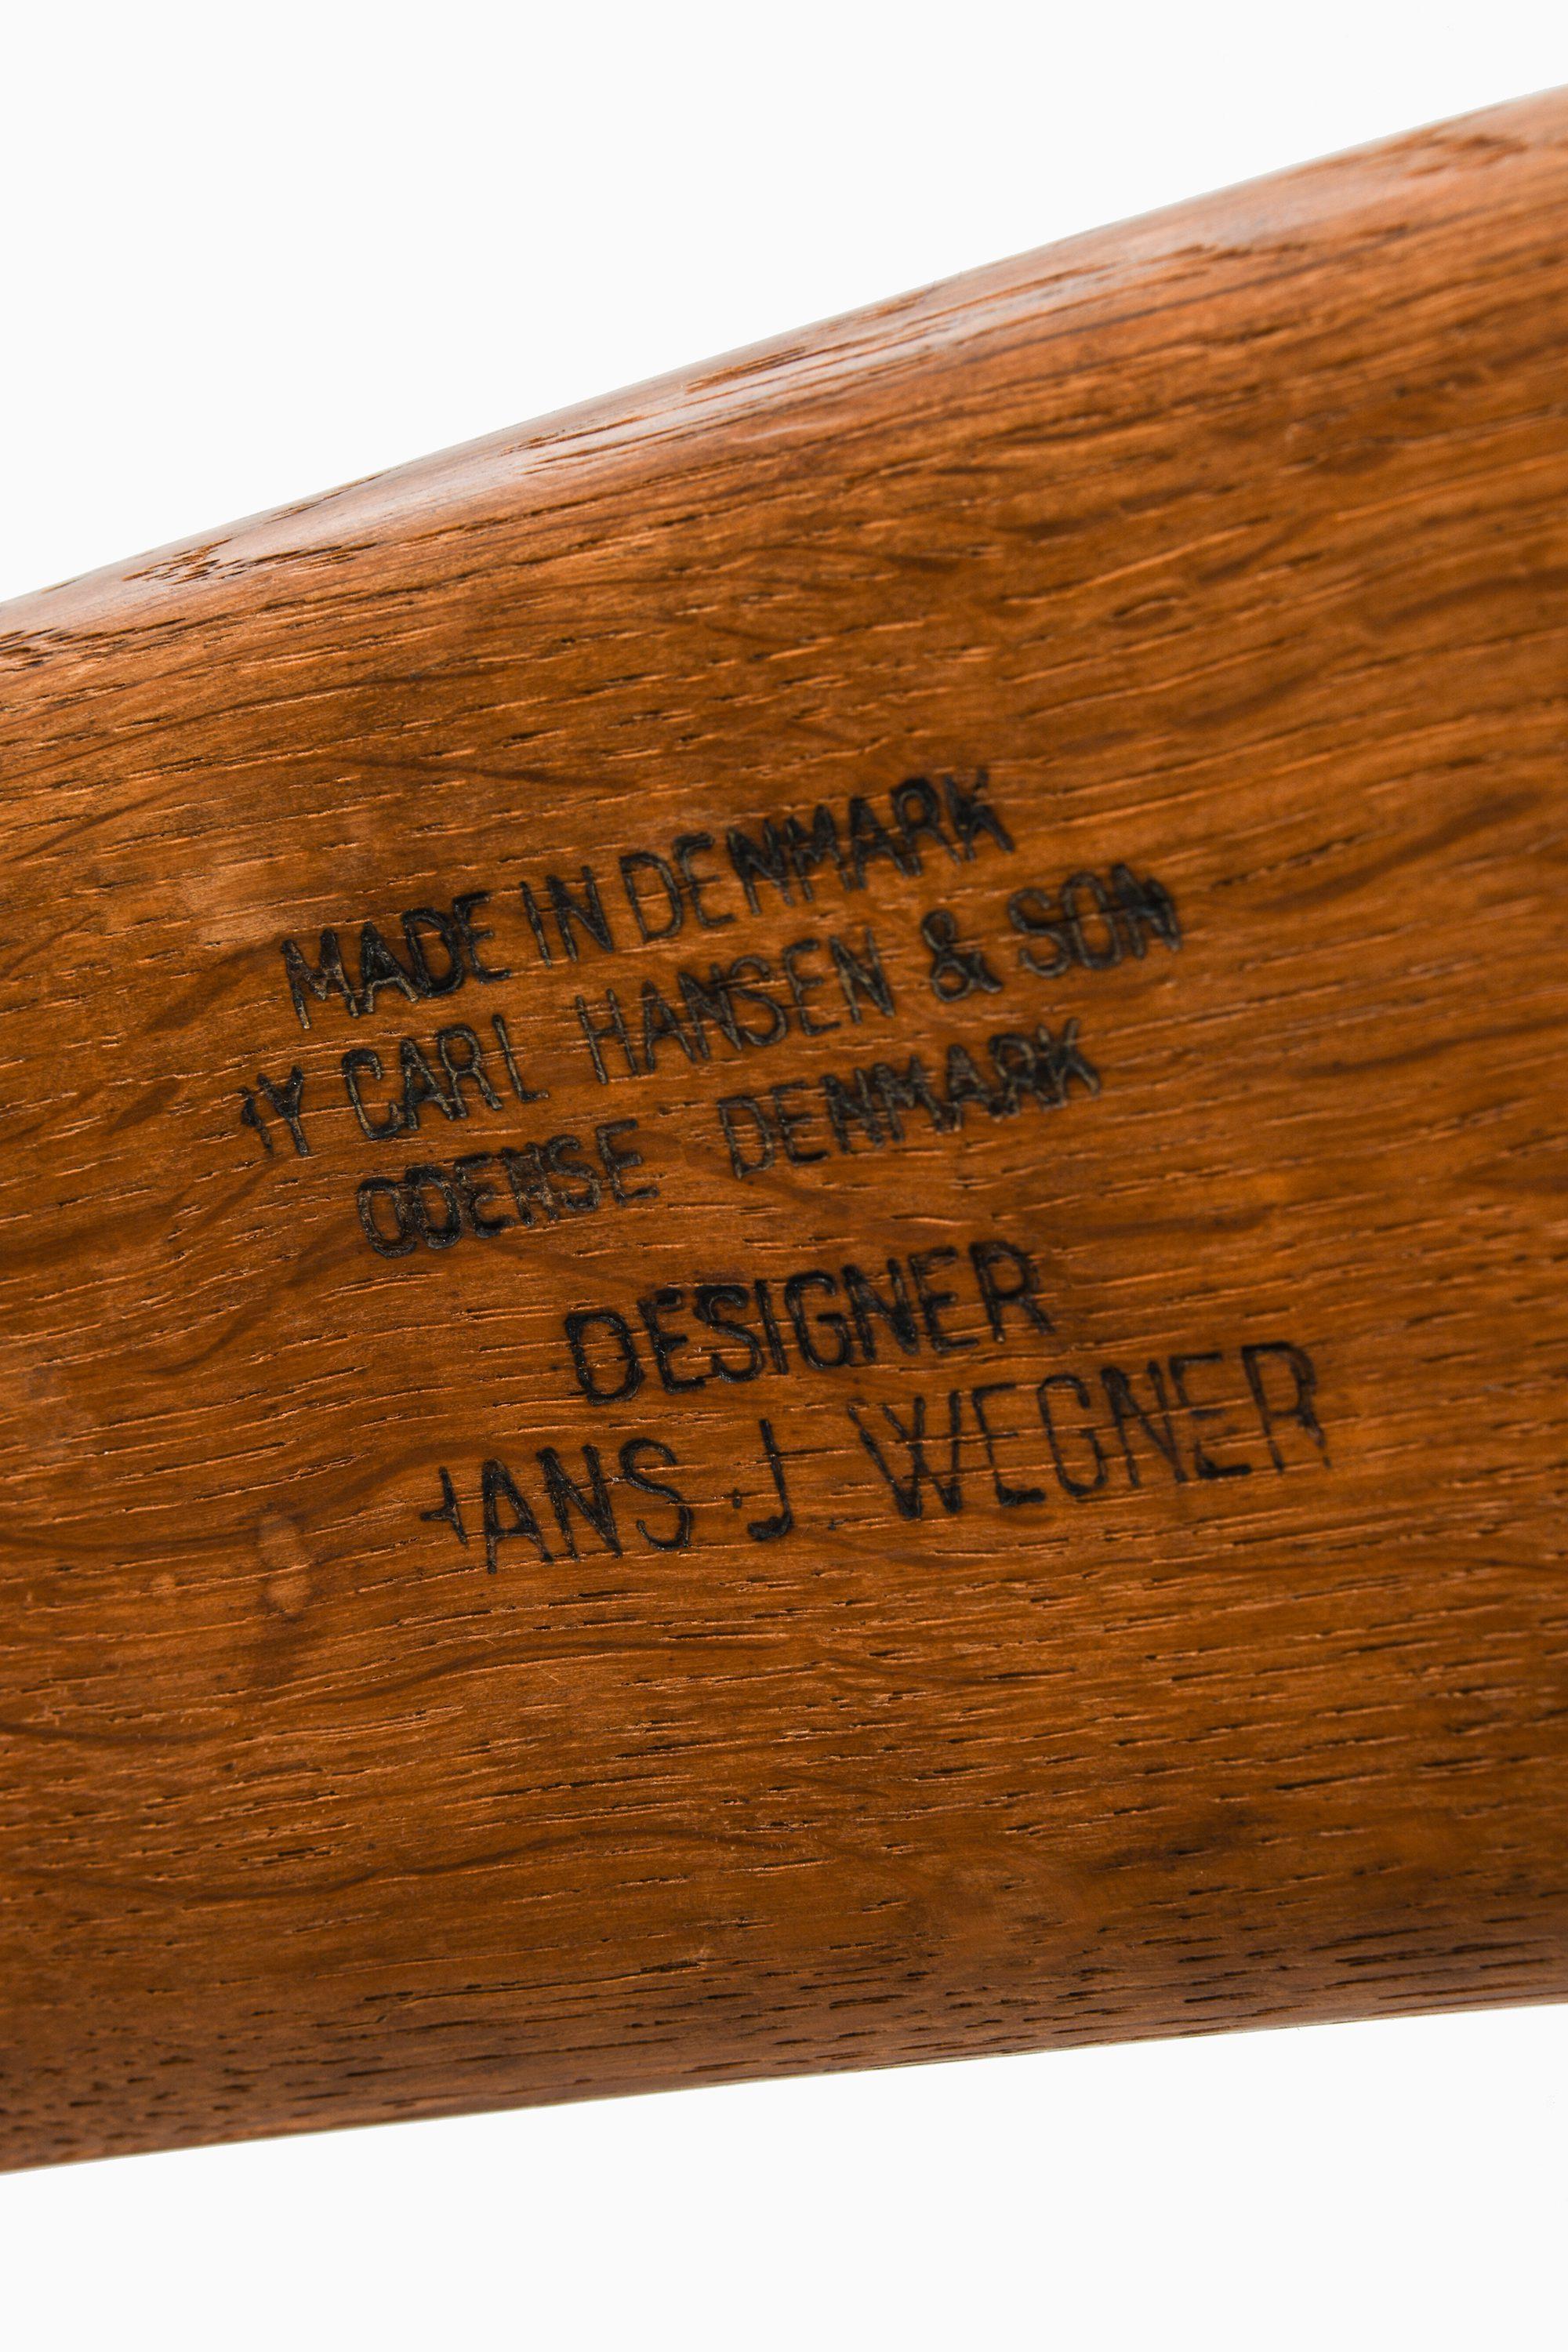 MADE IN DENMARK
BY CARL HANSEN & SON
ODENSE DENMARK
DESIGNER
HANS J WEGNER